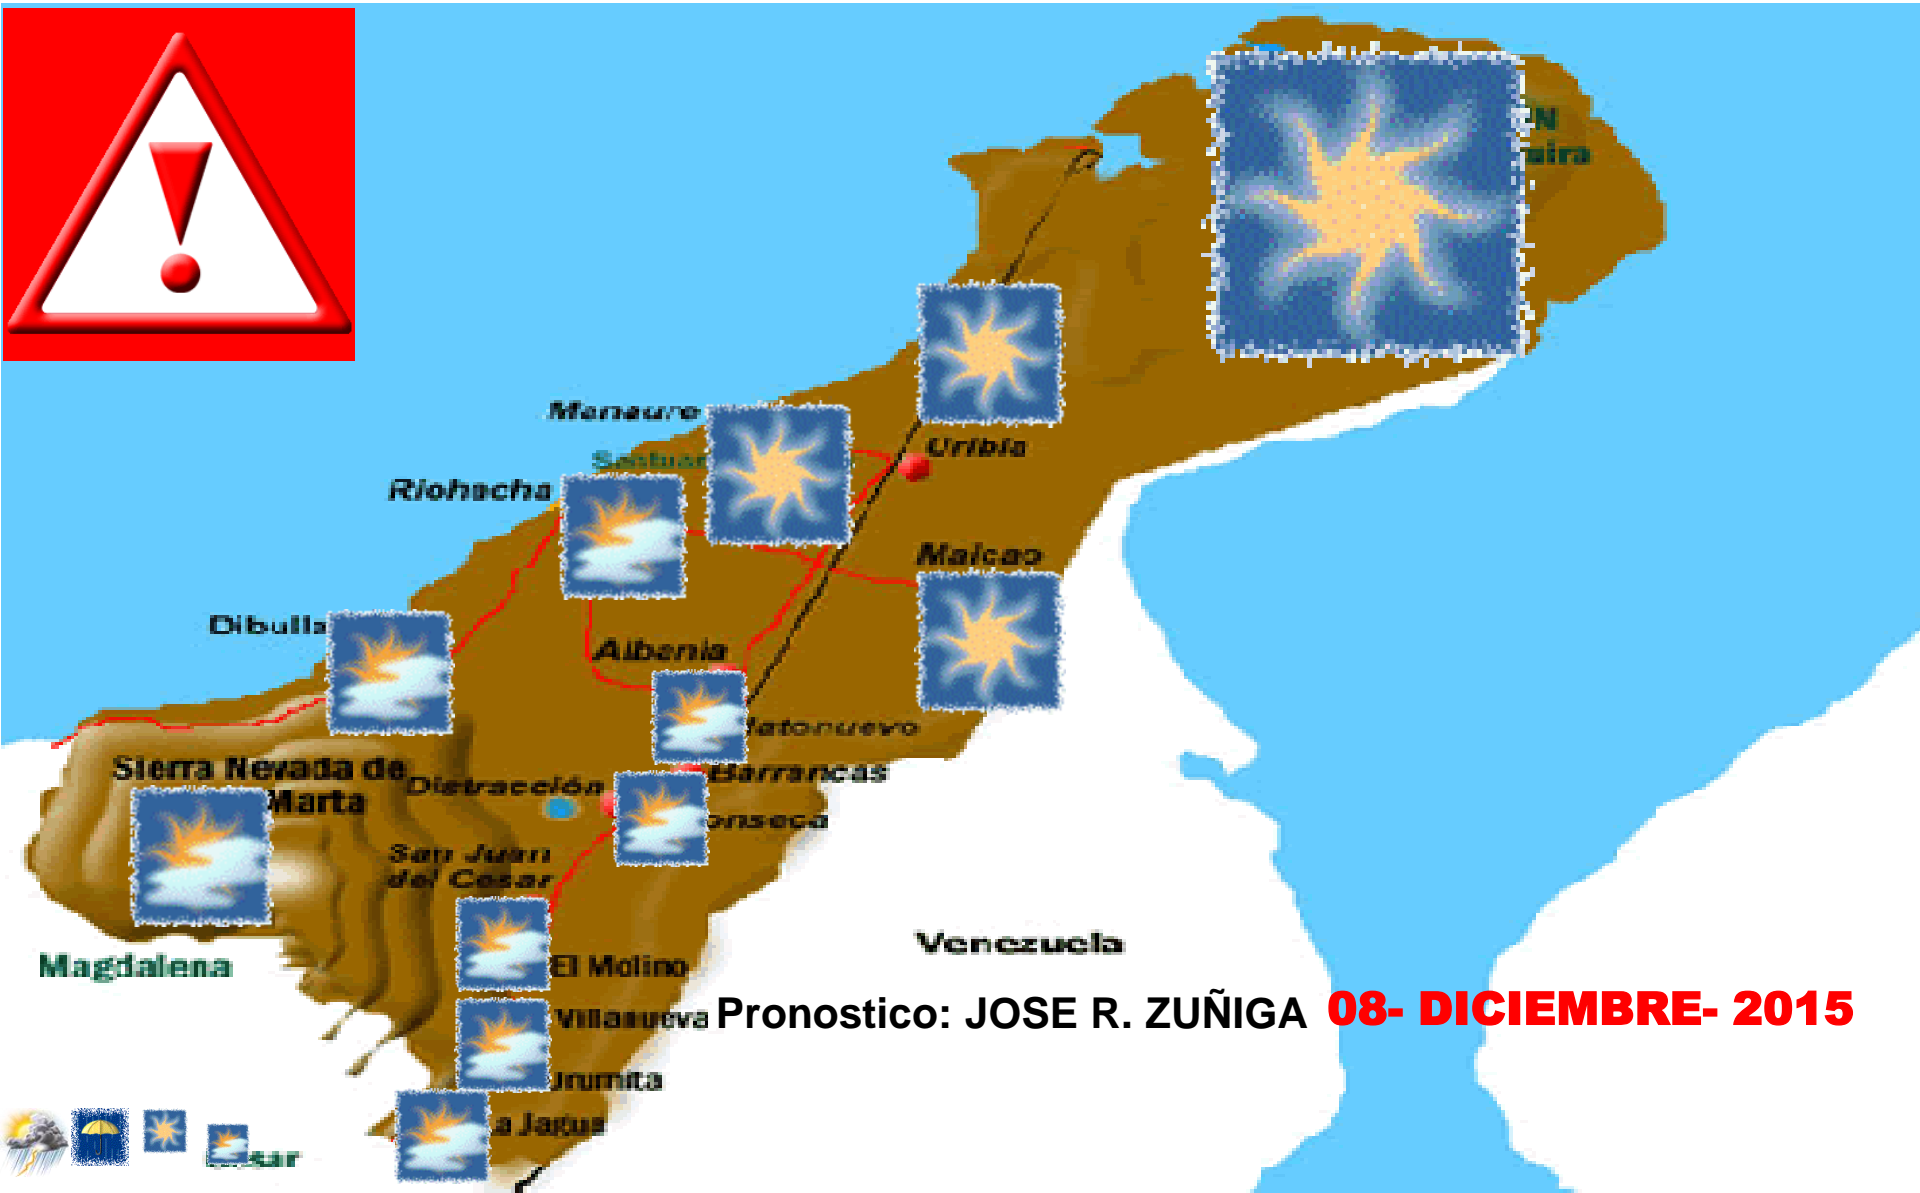 Manaure
Uribia
Riohacha
Maicao
Dibulla
Albania
Sierra Nevada de
Marta
Distracción
Barrancas
San Juan
del Cesar
Venezuela
Magdalena
El Molino
Villanueva
Pronostico: JOSE R. ZUÑIGA 08- DICIEMBRE- 2015